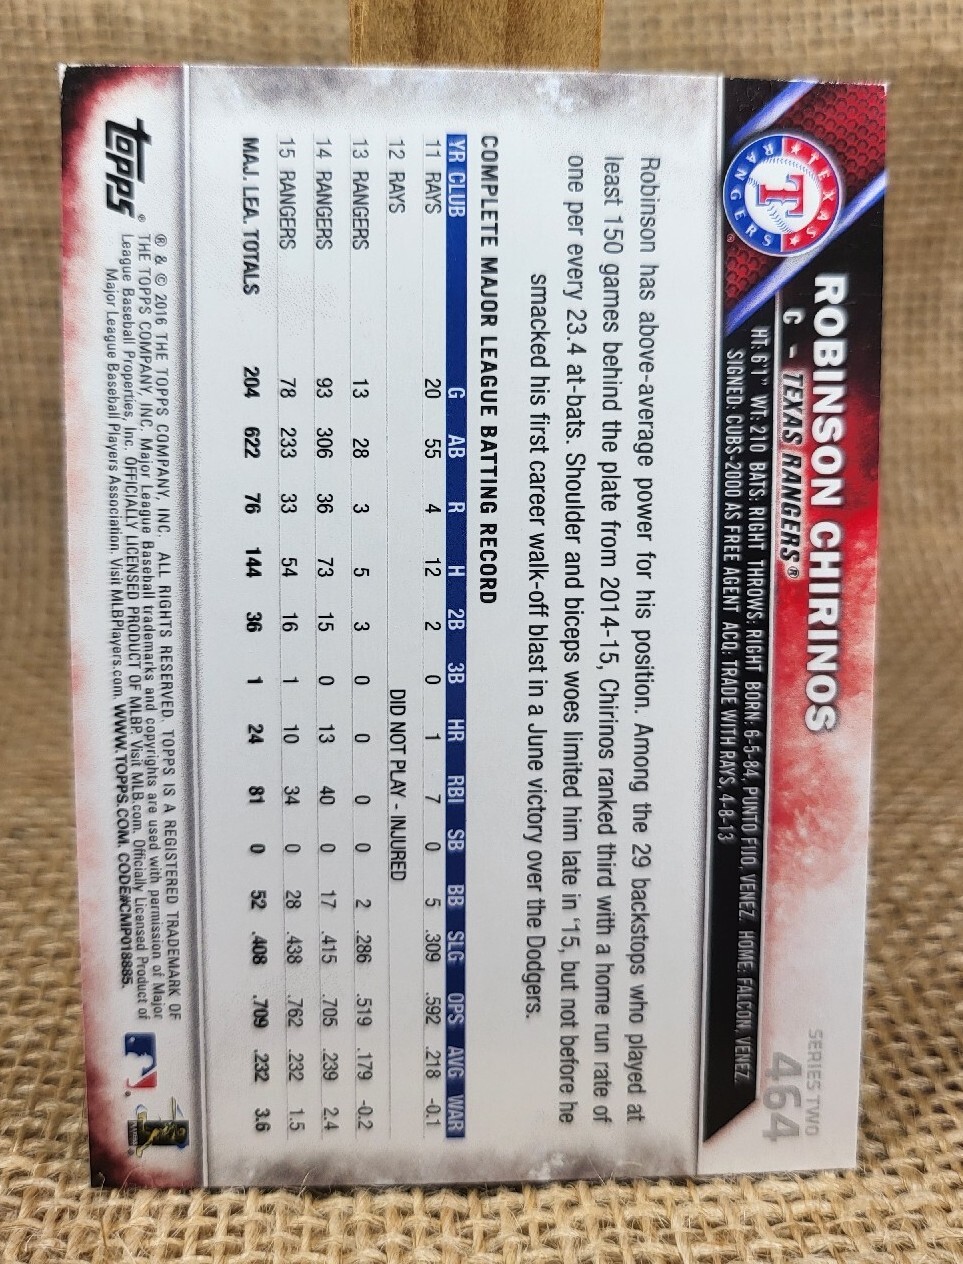 SERIES TWO
464
TEXAS
RANGERS®
ROBINSON CHIRINOS
C - TEXAS RANGERS®
HT: 6'1" WT: 210 BATS: RIGHT THROWS: RIGHT BORN: 6-5-84, PUNTO FIJO, VENEZ. HOME: FALCON, VENEZ.
SIGNED: CUBS-2000 AS FREE AGENT ACQ: TRADE WITH RAYS, 4-8-13
Robinson has above-average power for his position. Among the 29 backstops who played at
least 150 games behind the plate from 2014-15, Chirinos ranked third with a home run rate of
one per every 23.4 at-bats. Shoulder and biceps woes limited him late in '15, but not before he
smacked his first career walk-off blast in a June victory over the Dodgers.
COMPLETE MAJOR LEAGUE BATTING RECORD
YR CLUB G AB R H 2B 3B HR RBI SB BB SLG OPS AVG WAR
11 RAYS 20 55 4 12 2 0 1 7 0 5 .309 .592 .218 -0.1
12 RAYS DID NOT PLAY - INJURED
13 RANGERS 13 28 3 5 3 0 0 0 0 2 .286 .519 .179 -0.2
14 RANGERS 93 306 36 73 15 0 13 40 0 17 .415 .705 .239 2.4
15 RANGERS 78 233 33 54 16 1 10 34 0 28 .438 .762 .232 1.5
MAJ. LEA. TOTALS 204 622 76 144 36 1 24 81 0 52 .408 .709 .232 3.6
topps®
® & © 2016 THE TOPPS COMPANY, INC. ALL RIGHTS RESERVED. TOPPS IS A REGISTERED TRADEMARK OF
THE TOPPS COMPANY, INC. Major League Baseball trademarks and copyrights are used with permission of Major
League Baseball Properties, Inc. OFFICIALLY LICENSED PRODUCT OF MLBP. Visit MLB.com. Officially Licensed Product of
Major League Baseball Players Association. Visit MLBPlayers.com. WWW.TOPPS.COM. CODE#CMP018885.